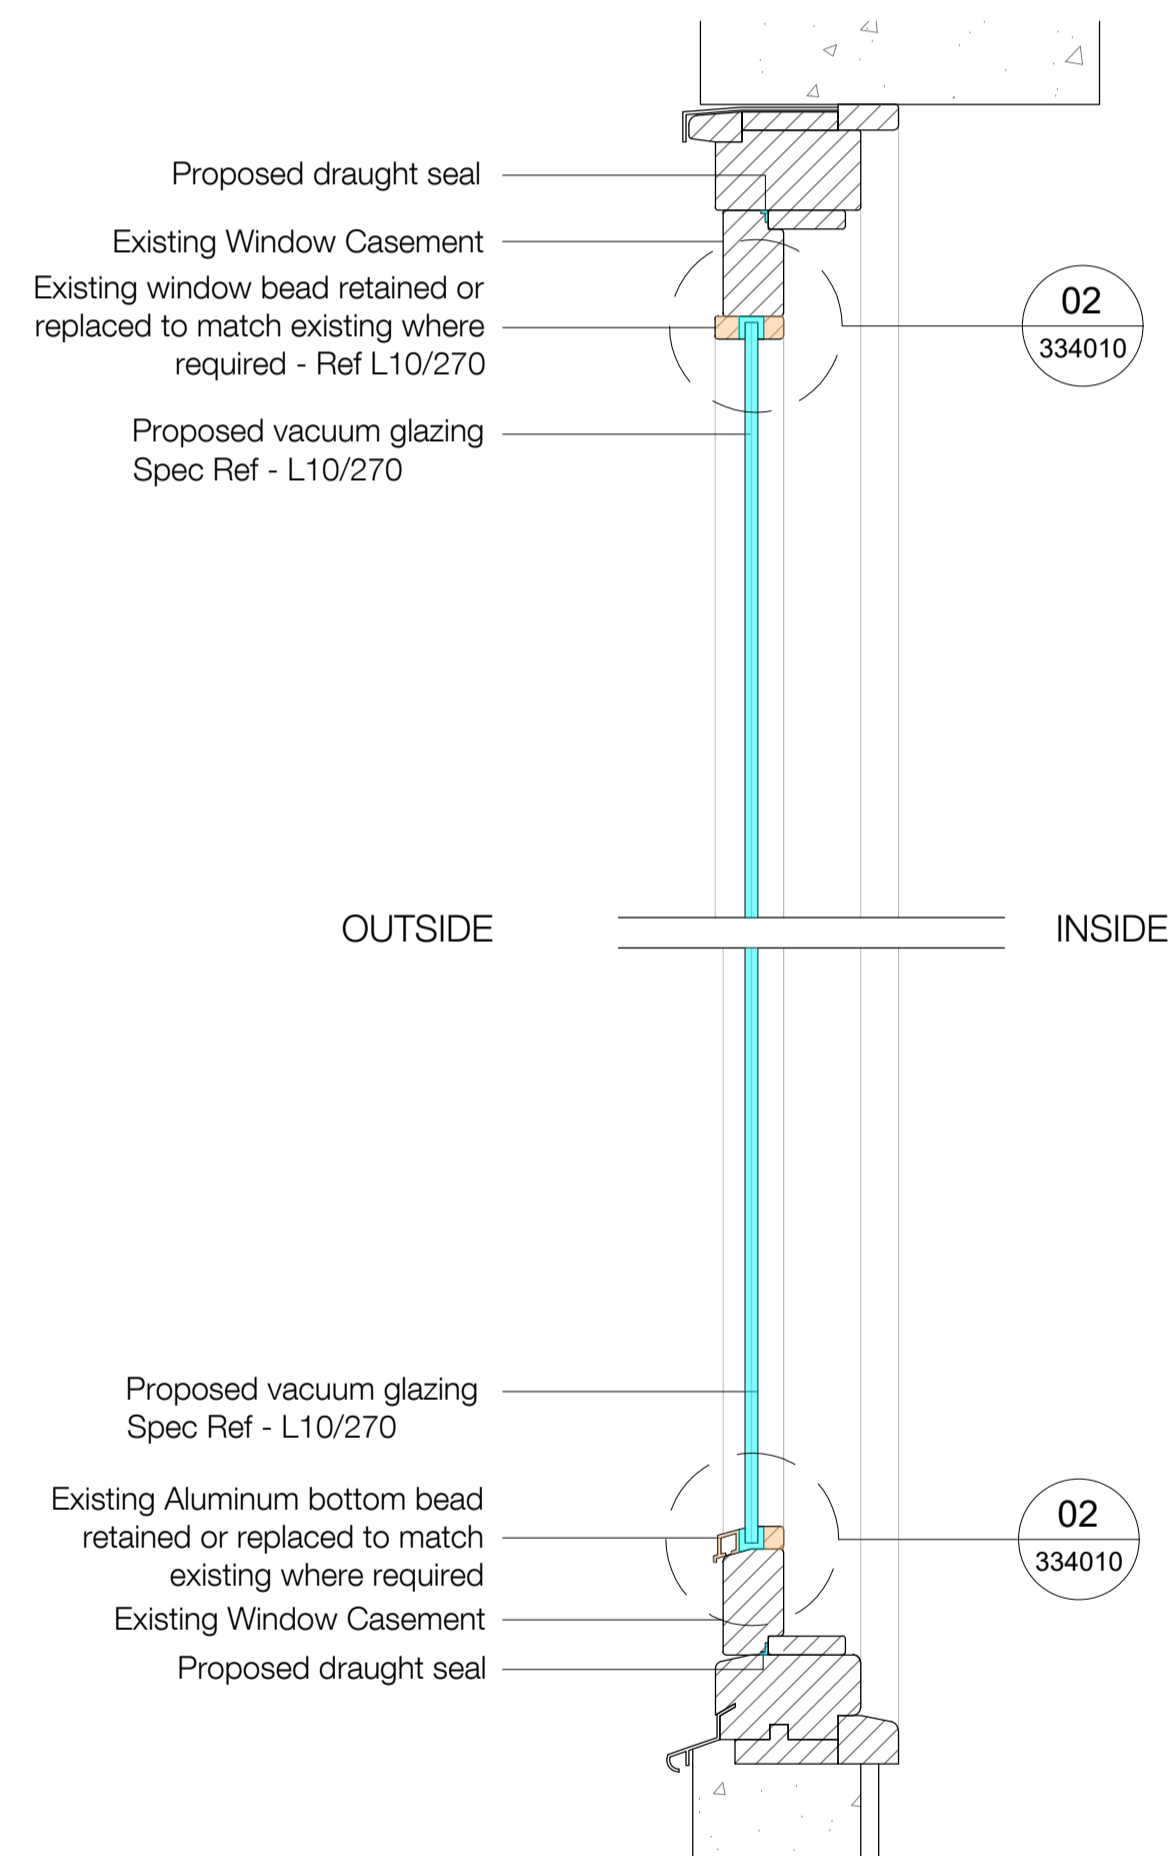 Proposed draught seal
Existing Window Casement
Existing window bead retained or
replaced to match existing where
required - Ref L10/270
02
334010
Proposed vacuum glazing
Spec Ref - L10/270
OUTSIDE
INSIDE
Proposed vacuum glazing
Spec Ref - L10/270
Existing Aluminum bottom bead
retained or replaced to match
existing where required
02
334010
Existing Window Casement
Proposed draught seal